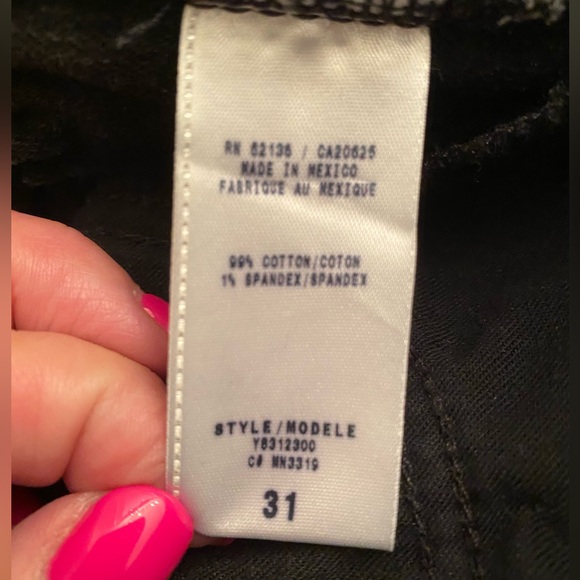 RN 62136 / CA20625
MADE IN MEXICO
FABRIQUE AU MEXIQUE
99% COTTON/COTON
1% SPANDEX/SPANDEX
STYLE/MODELE
Y8312300
C# MN3319
31